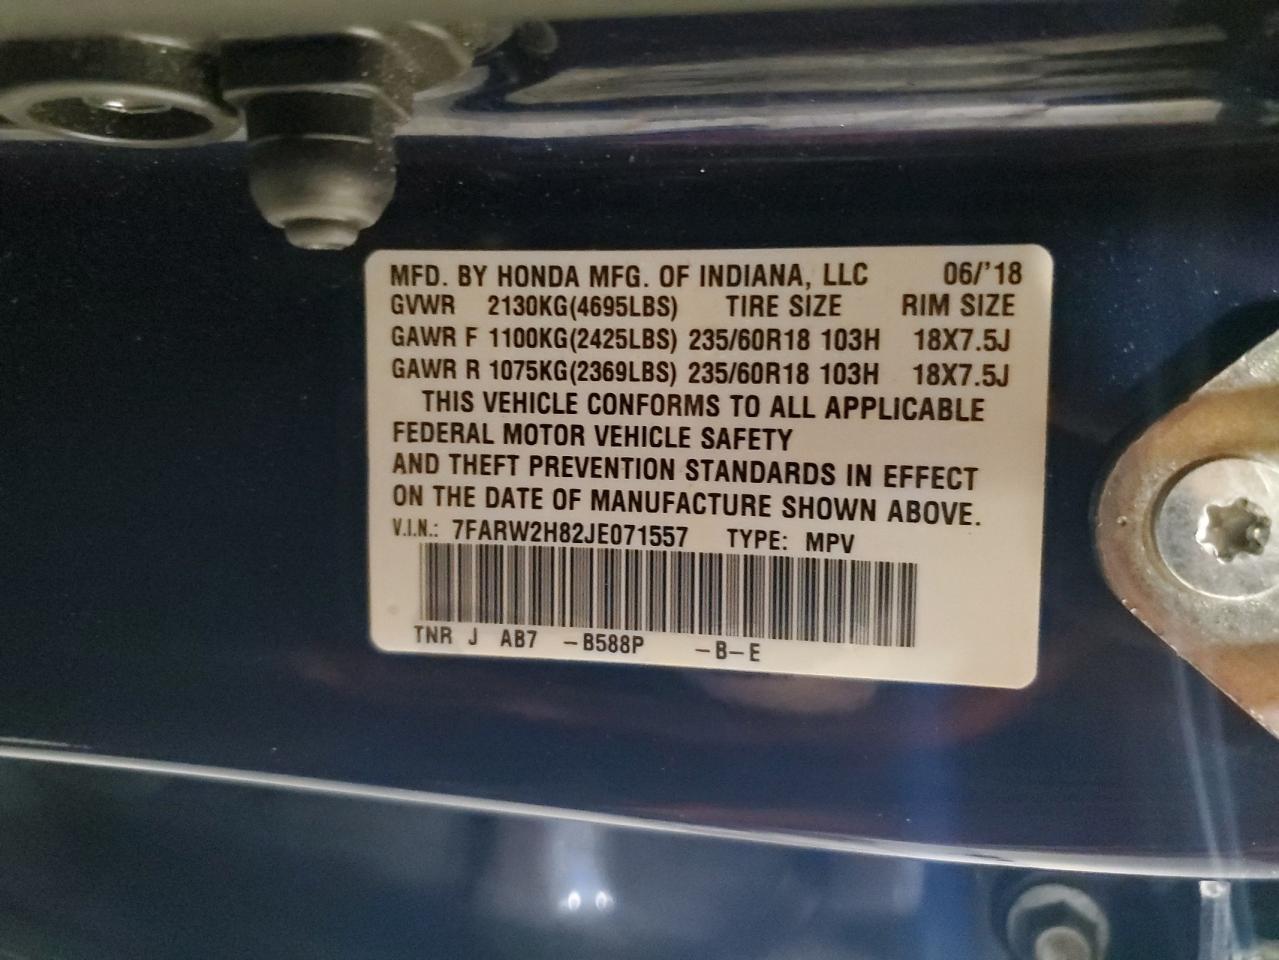 MFD. BY HONDA MFG. OF INDIANA, LLC 06/'18
GVWR 2130KG(4695LBS) TIRE SIZE RIM SIZE
GAWR F 1100KG(2425LBS) 235/60R18 103H 18X7.5J
GAWR R 1075KG(2369LBS) 235/60R18 103H 18X7.5J
THIS VEHICLE CONFORMS TO ALL APPLICABLE
FEDERAL MOTOR VEHICLE SAFETY
AND THEFT PREVENTION STANDARDS IN EFFECT
ON THE DATE OF MANUFACTURE SHOWN ABOVE.
V.I.N.: 7FARW2H82JE071557 TYPE: MPV
TNR J AB7 –B588P –B–E